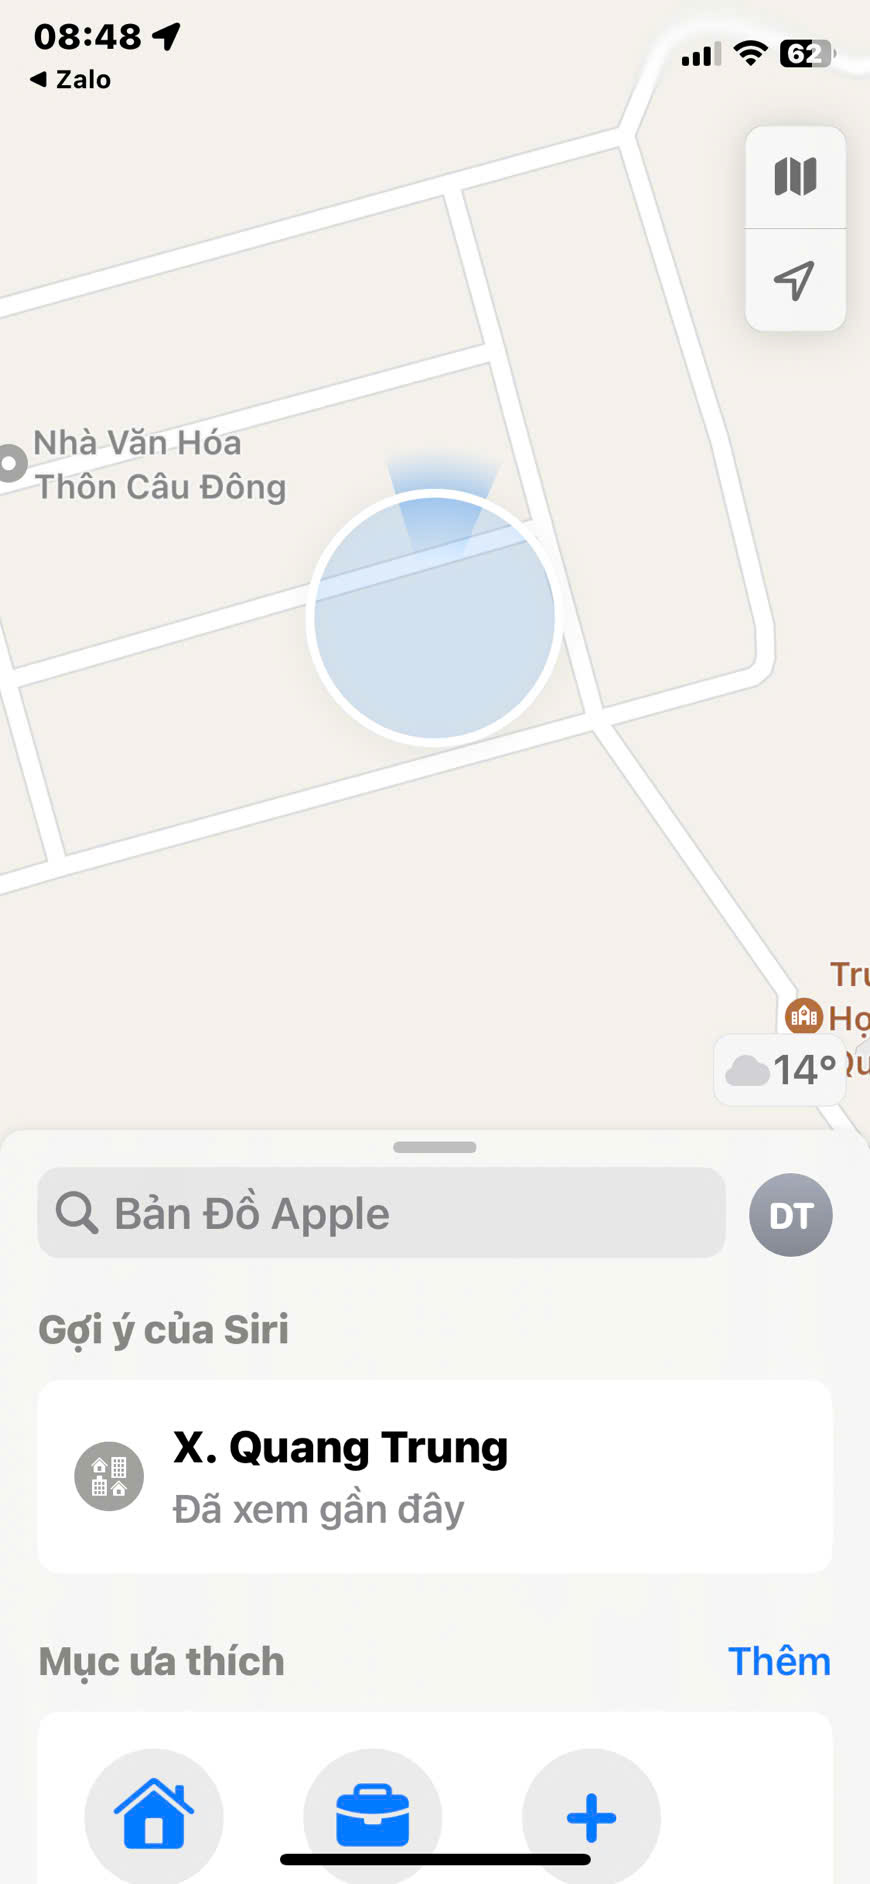 08:48
62
◀ Zalo
Nhà Văn Hóa
Thôn Câu Đông
14°
Bản Đồ Apple
DT
Gợi ý của Siri
X. Quang Trung
Đã xem gần đây
Mục ưa thích
Thêm